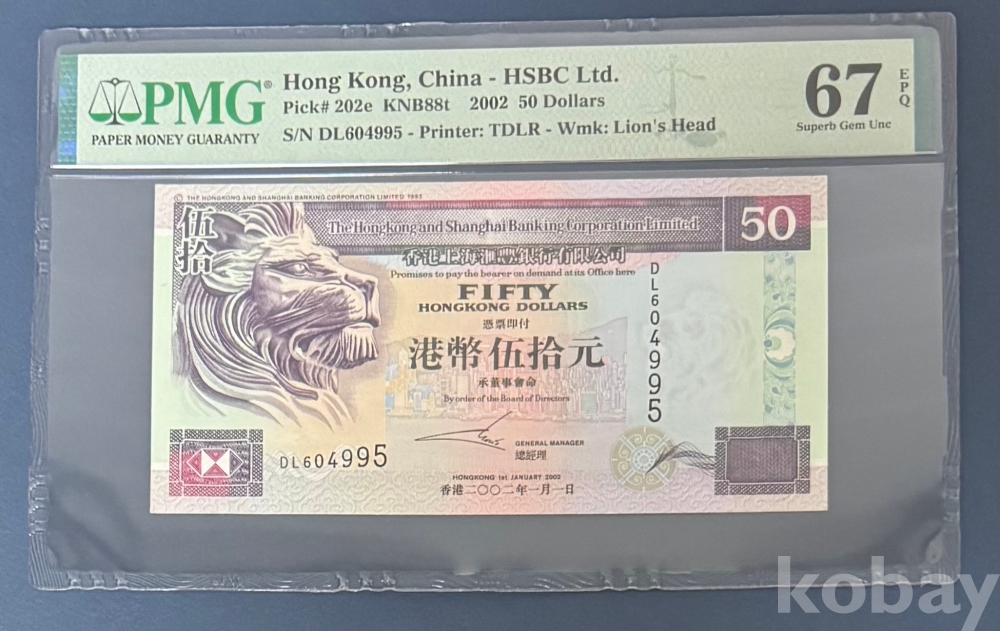 PMG®
PAPER MONEY GUARANTY
Hong Kong, China - HSBC Ltd.
Pick# 202e KNB88t 2002 50 Dollars
S/N DL604995 - Printer: TDLR - Wmk: Lion's Head
67 EPQ
Superb Gem Unc
© THE HONGKONG AND SHANGHAI BANKING CORPORATION LIMITED 1993
伍拾
The Hongkong and Shanghai Banking Corporation Limited
50
香港上海滙豐銀行有限公司
Promises to pay the bearer on demand at its Office here
FIFTY
HONGKONG DOLLARS
憑票即付
港幣伍拾元
承董事會命
By order of the Board of Directors
DL604995
GENERAL MANAGER
總經理
DL604995
HONGKONG 1st JANUARY 2002
香港二〇〇二年一月一日
kobay